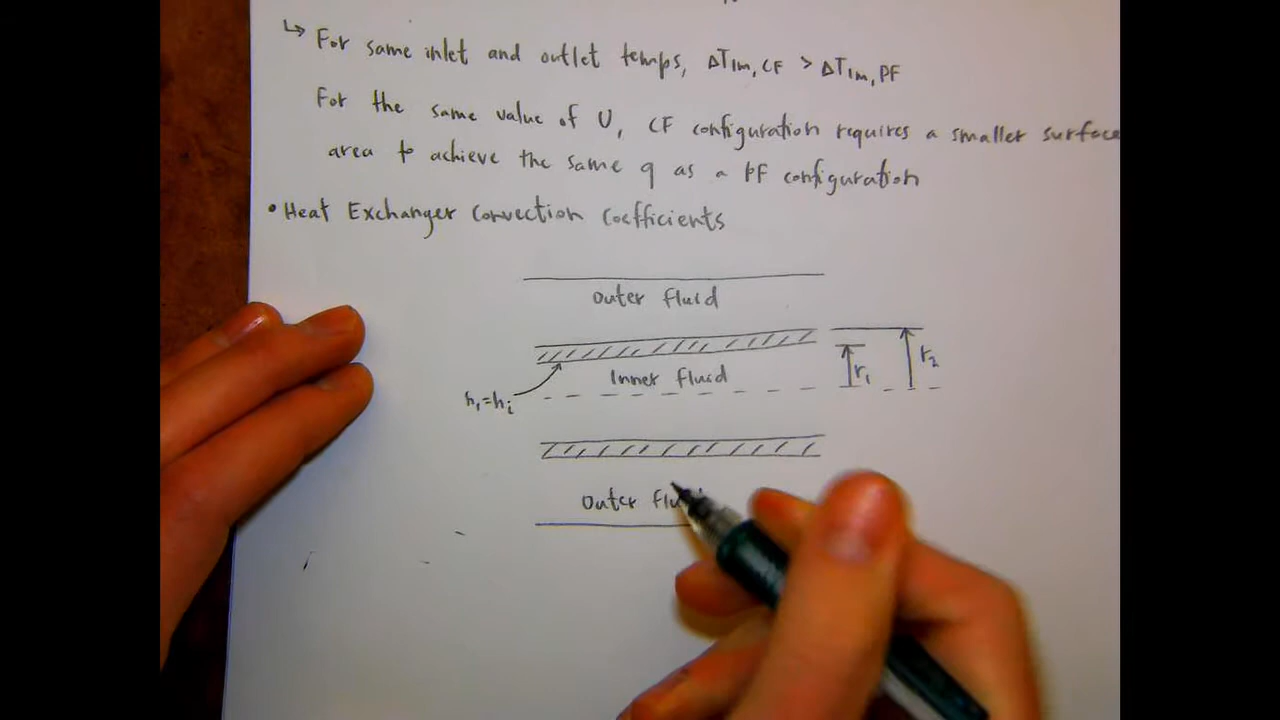 ↳ For same inlet and outlet temps, ΔTlm,CF > ΔTlm,PF
For the same value of U, CF configuration requires a smaller surface
area to achieve the same q as a PF configuration
• Heat Exchanger Convection Coefficients
Outer fluid
Inner fluid
r1
r2
h1=hi
Outer